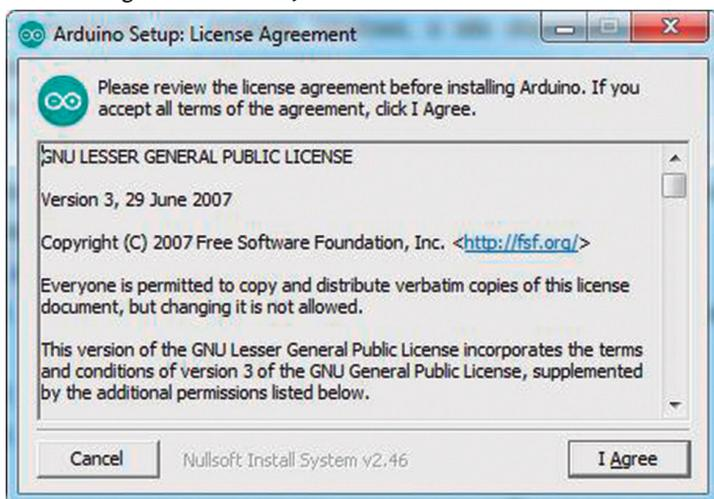 Arduino Setup: License Agreement
Please review the license agreement before installing Arduino. If you
accept all terms of the agreement, click I Agree.
GNU LESSER GENERAL PUBLIC LICENSE
Version 3, 29 June 2007
Copyright (C) 2007 Free Software Foundation, Inc. <http://fsf.org/>
Everyone is permitted to copy and distribute verbatim copies of this license
document, but changing it is not allowed.
This version of the GNU Lesser General Public License incorporates the terms
and conditions of version 3 of the GNU General Public License, supplemented
by the additional permissions listed below.
Cancel
Nullsoft Install System v2.46
I Agree